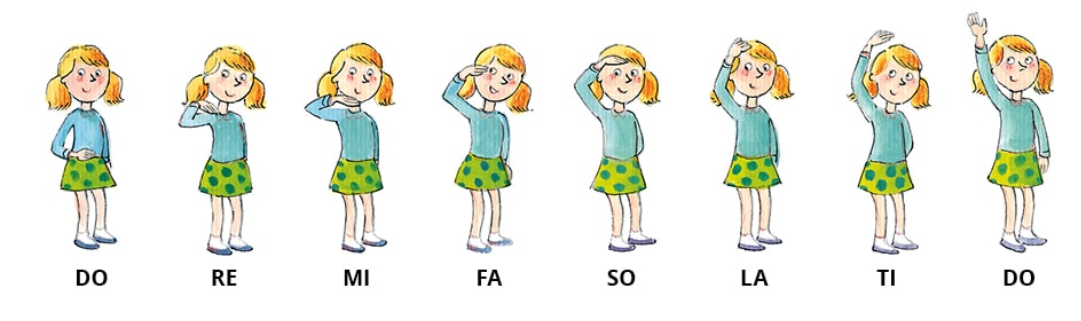 DO RE MI FA SO LA TI DO